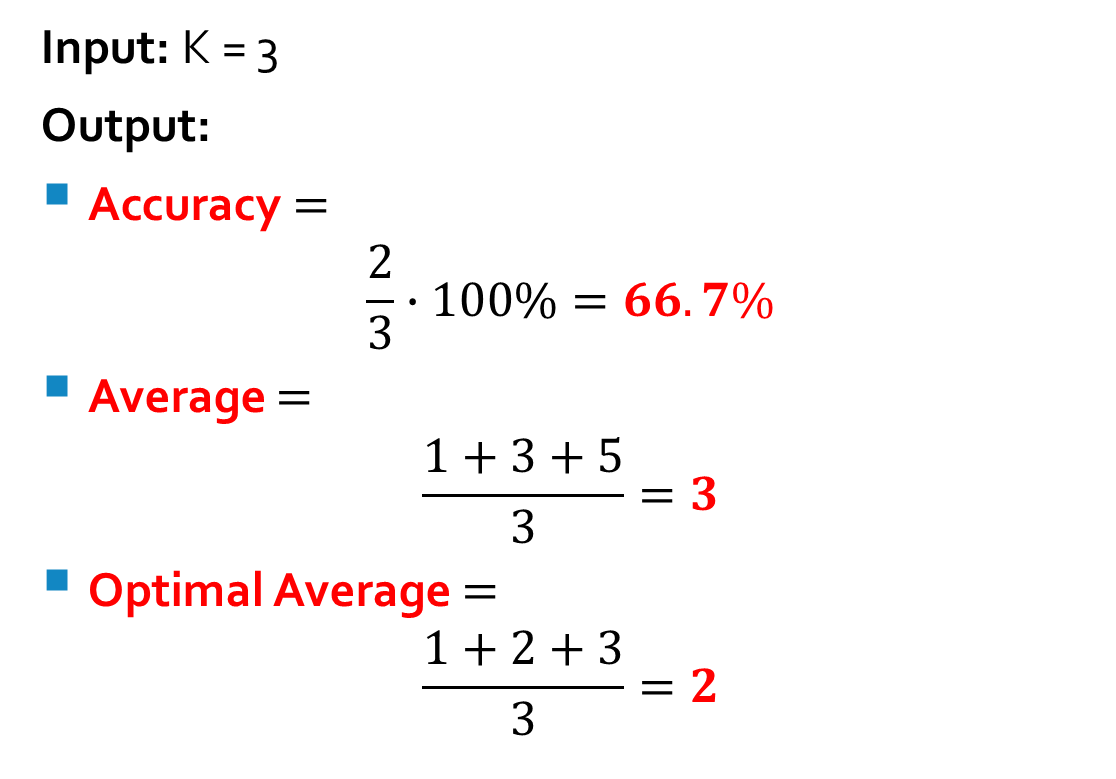 Input: K = 3
Output:
▪ Accuracy =
2/3 · 100% = 66.7%
▪ Average =
(1 + 3 + 5)/3 = 3
▪ Optimal Average =
(1 + 2 + 3)/3 = 2